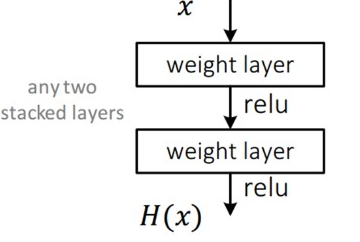 x
weight layer
any two
stacked layers
relu
weight layer
relu
H(x)